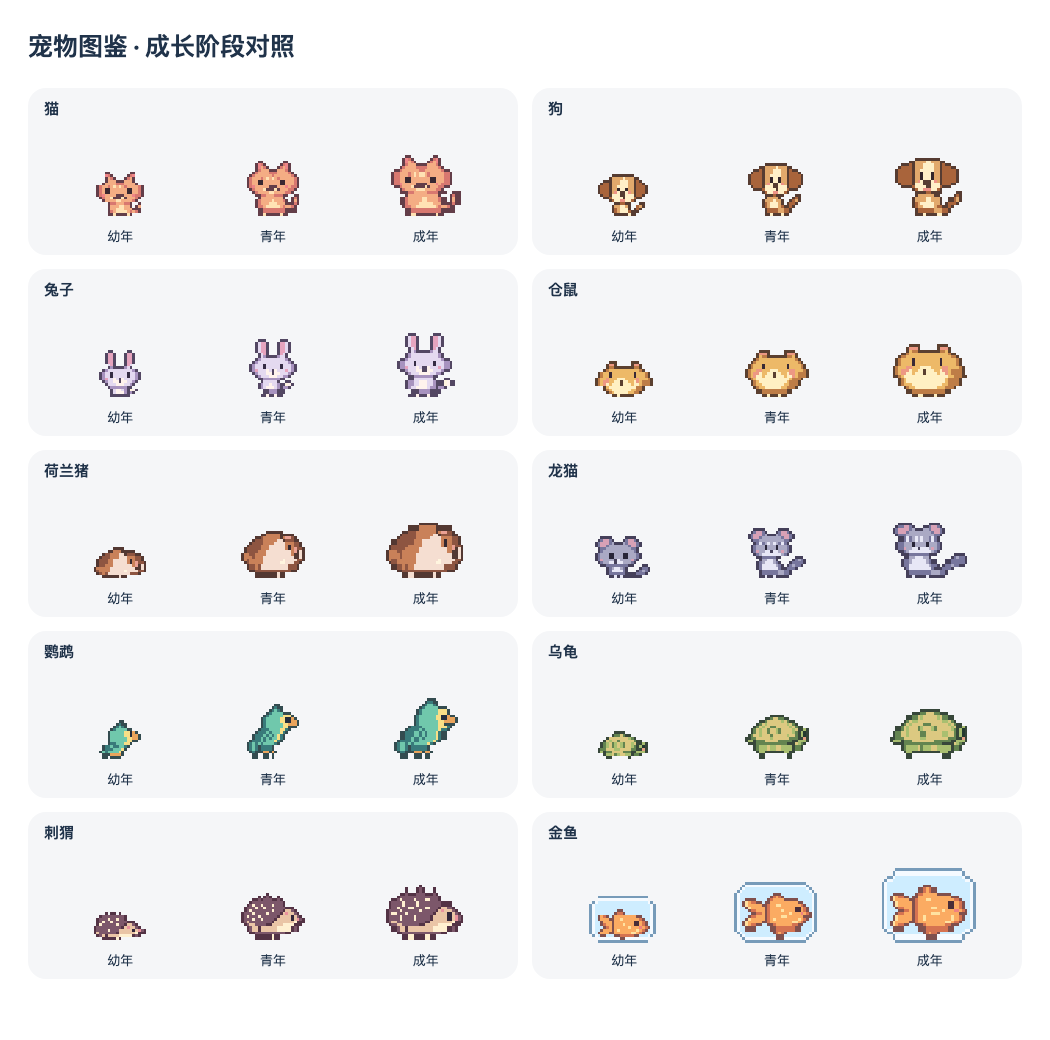 宠物图鉴 · 成长阶段对照
猫
幼年 青年 成年
狗
幼年 青年 成年
兔子
幼年 青年 成年
仓鼠
幼年 青年 成年
荷兰猪
幼年 青年 成年
龙猫
幼年 青年 成年
鹦鹉
幼年 青年 成年
乌龟
幼年 青年 成年
刺猬
幼年 青年 成年
金鱼
幼年 青年 成年